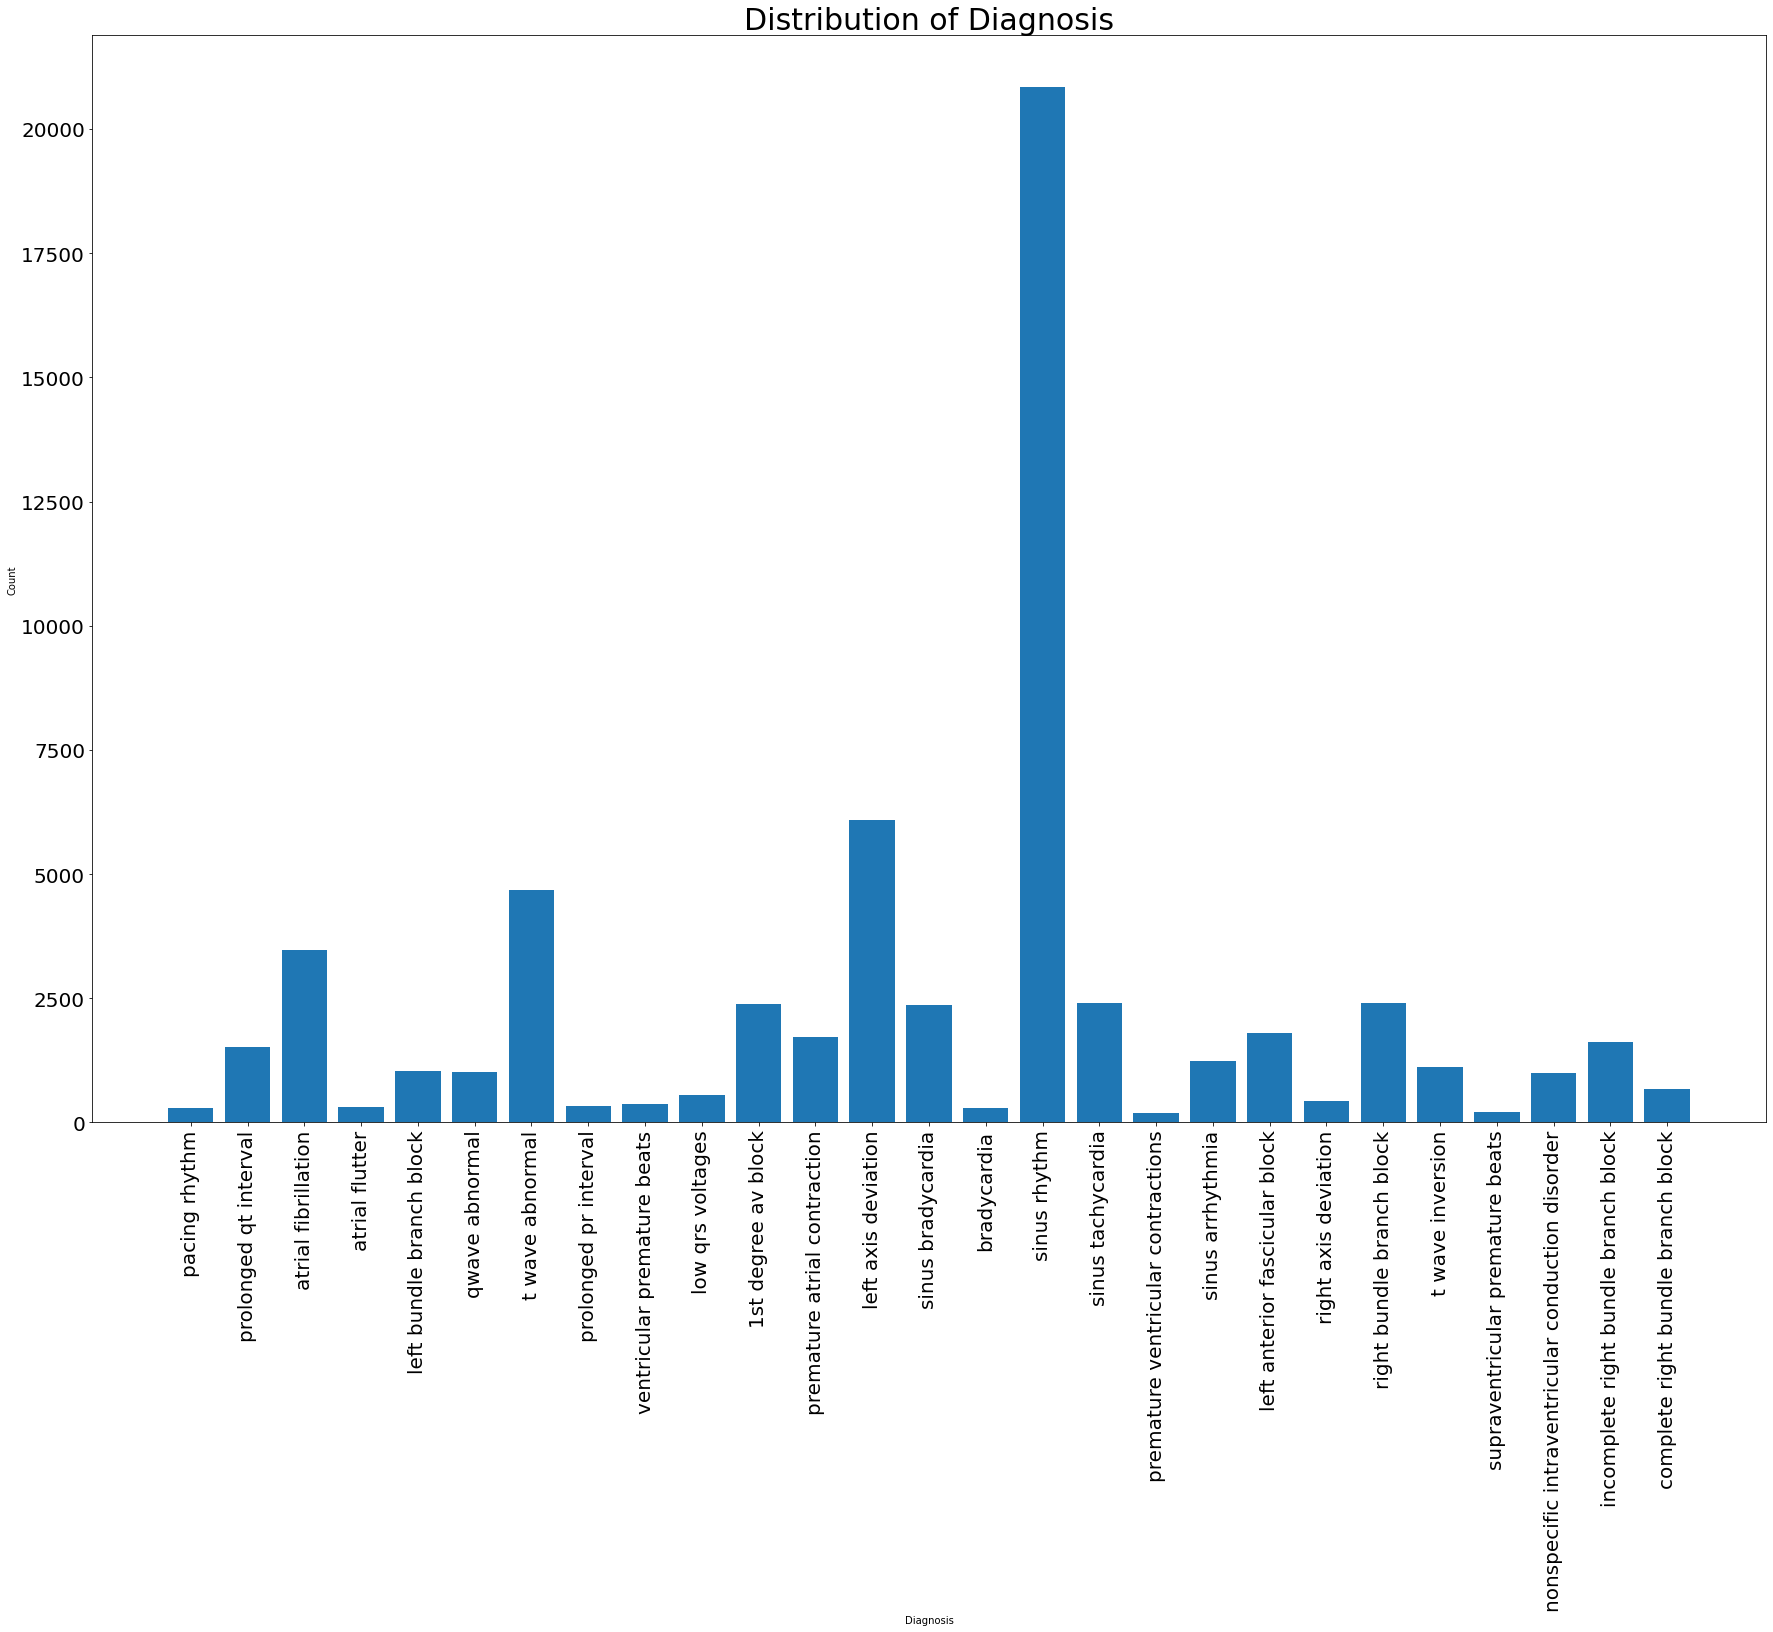 Distribution of Diagnosis
20000
17500
15000
12500
10000
7500
5000
2500
0
Count
pacing rhythm
prolonged qt interval
atrial fibrillation
atrial flutter
left bundle branch block
qwave abnormal
t wave abnormal
prolonged pr interval
ventricular premature beats
low qrs voltages
1st degree av block
premature atrial contraction
left axis deviation
sinus bradycardia
bradycardia
sinus rhythm
sinus tachycardia
premature ventricular contractions
sinus arrhythmia
left anterior fascicular block
right axis deviation
right bundle branch block
t wave inversion
supraventricular premature beats
nonspecific intraventricular conduction disorder
incomplete right bundle branch block
complete right bundle branch block
Diagnosis